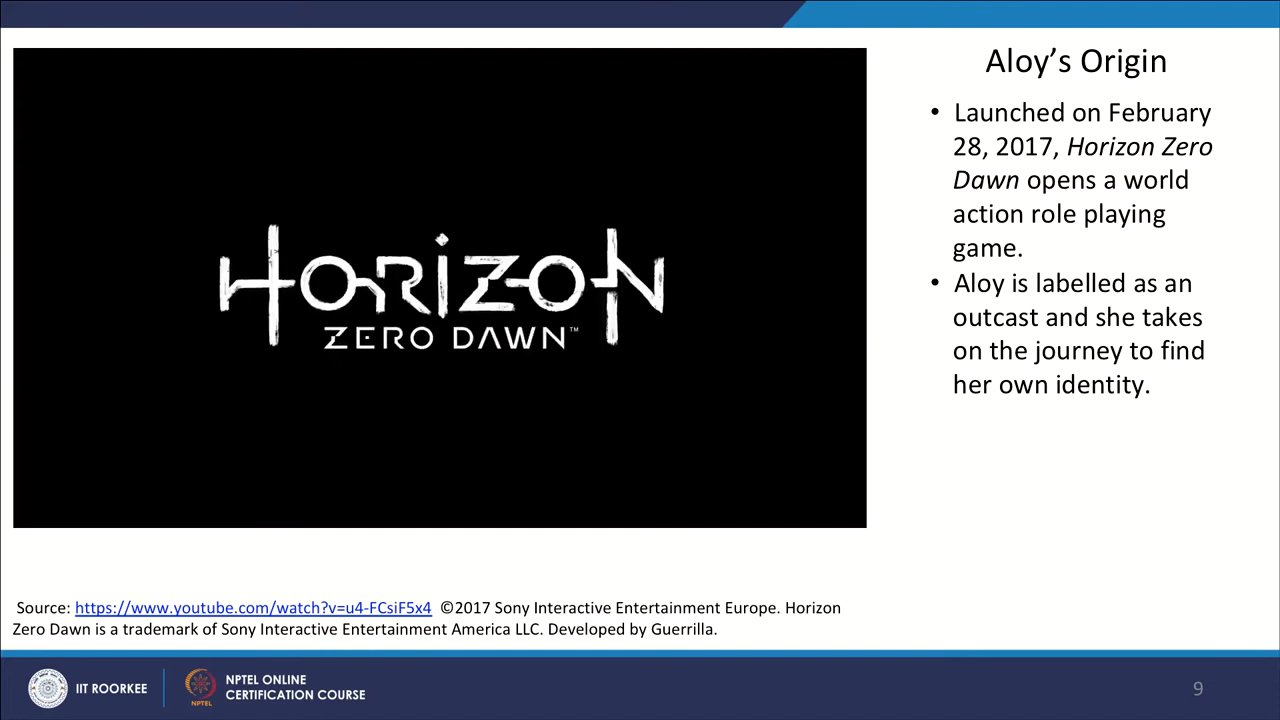 HORIZON
ZERO DAWN™
Aloy’s Origin
• Launched on February
28, 2017, Horizon Zero
Dawn opens a world
action role playing
game.
• Aloy is labelled as an
outcast and she takes
on the journey to find
her own identity.
Source: https://www.youtube.com/watch?v=u4-FCsiF5x4 ©2017 Sony Interactive Entertainment Europe. Horizon
Zero Dawn is a trademark of Sony Interactive Entertainment America LLC. Developed by Guerrilla.
IIT ROORKEE
NPTEL
NPTEL ONLINE
CERTIFICATION COURSE
9